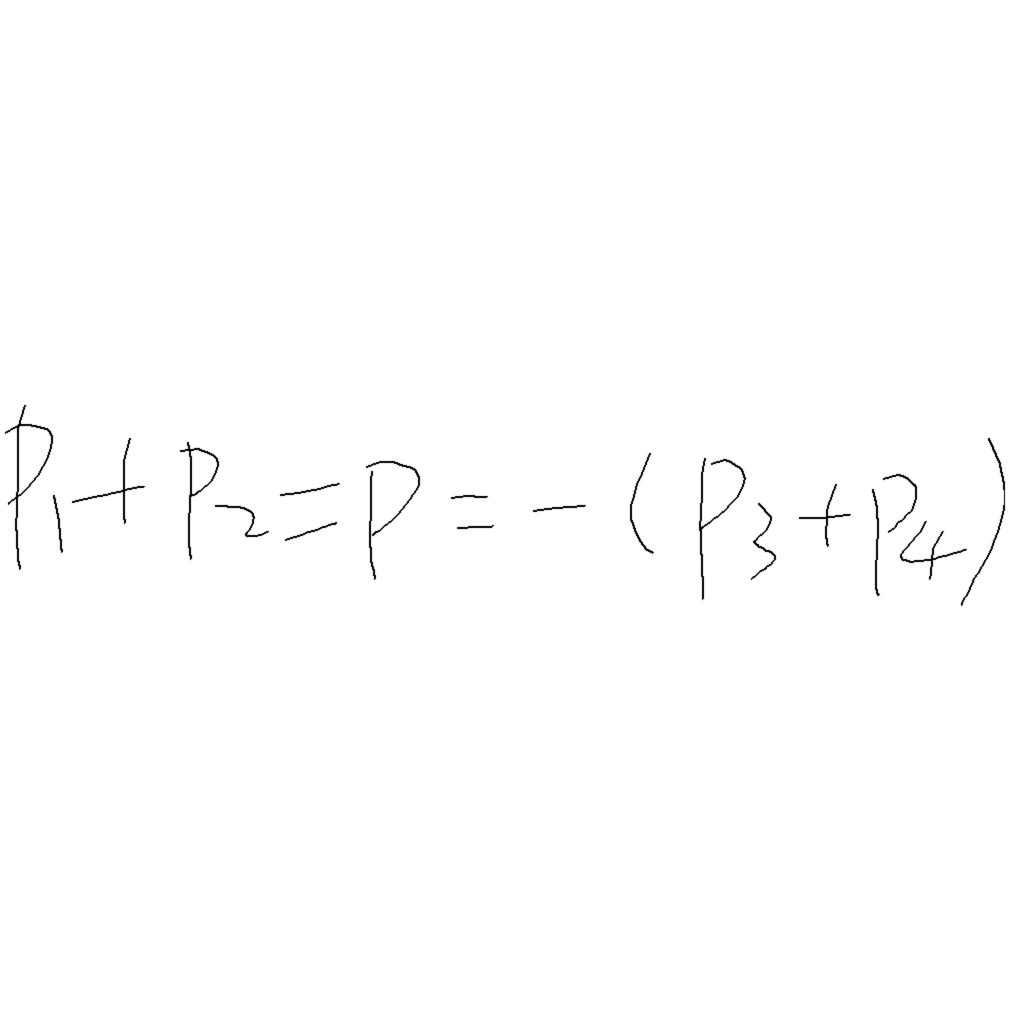 P₁ + P₂ = P = - (P₃ + P₄)